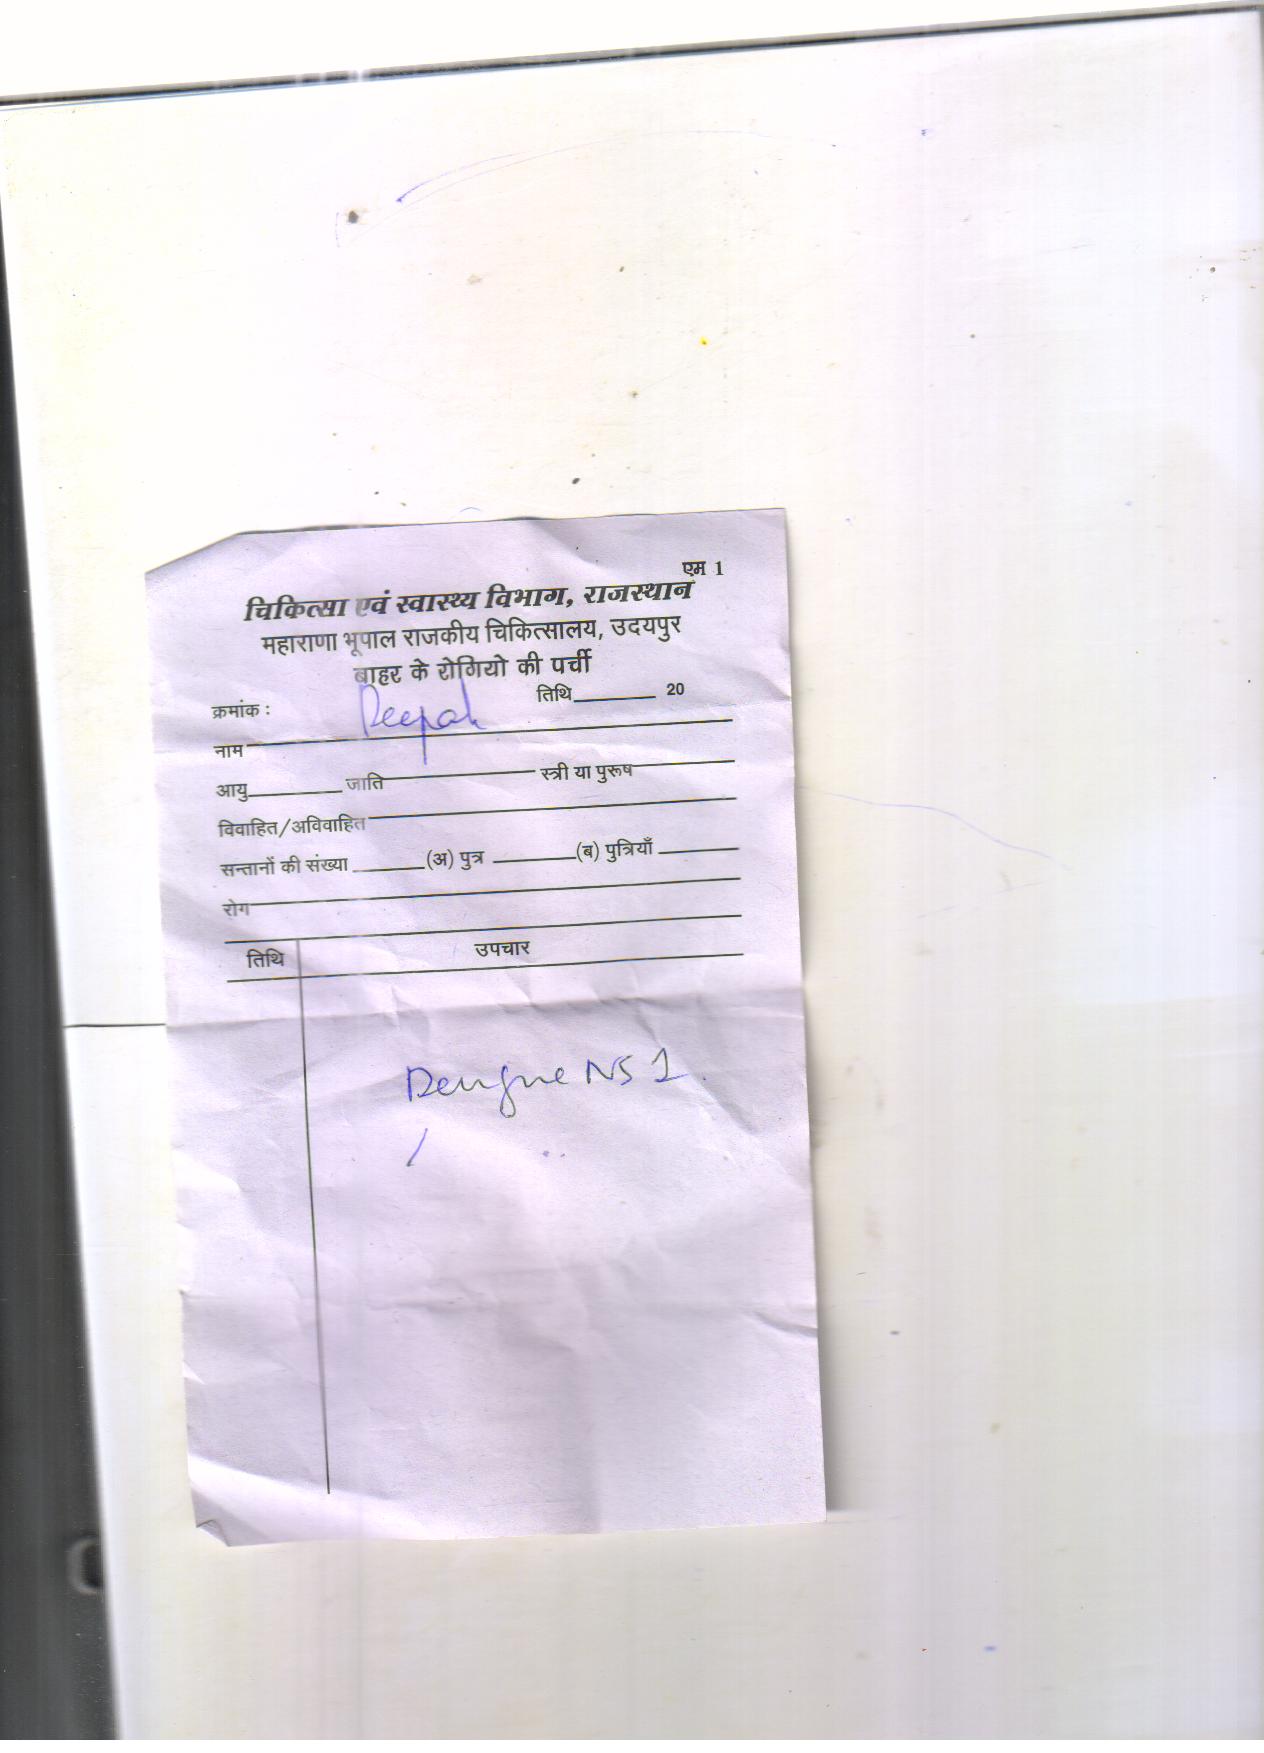 एम 1
चिकित्सा एवं स्वास्थ्य विभाग, राजस्थान
महाराणा भूपाल राजकीय चिकित्सालय, उदयपुर
बाहर के रोगियो की पर्ची
क्रमांक : तिथि 20
नाम Deepak
आयु जाति स्त्री या पुरूष
विवाहित/अविवाहित
सन्तानों की संख्या (अ) पुत्र (ब) पुत्रियाँ
रोग
तिथि उपचार
Dengue NS 1.